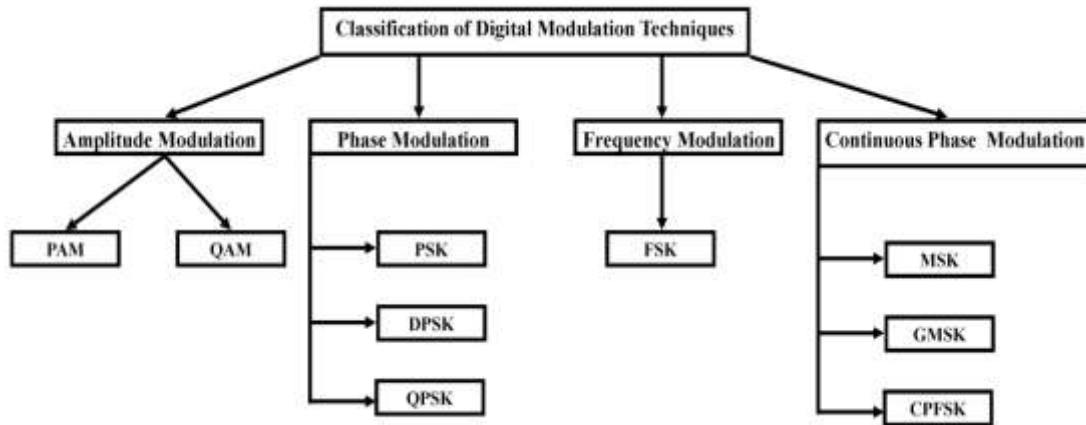 Classification of Digital Modulation Techniques
Amplitude Modulation
Phase Modulation
Frequency Modulation
Continuous Phase Modulation
PAM
QAM
PSK
DPSK
QPSK
FSK
MSK
GMSK
CPFSK